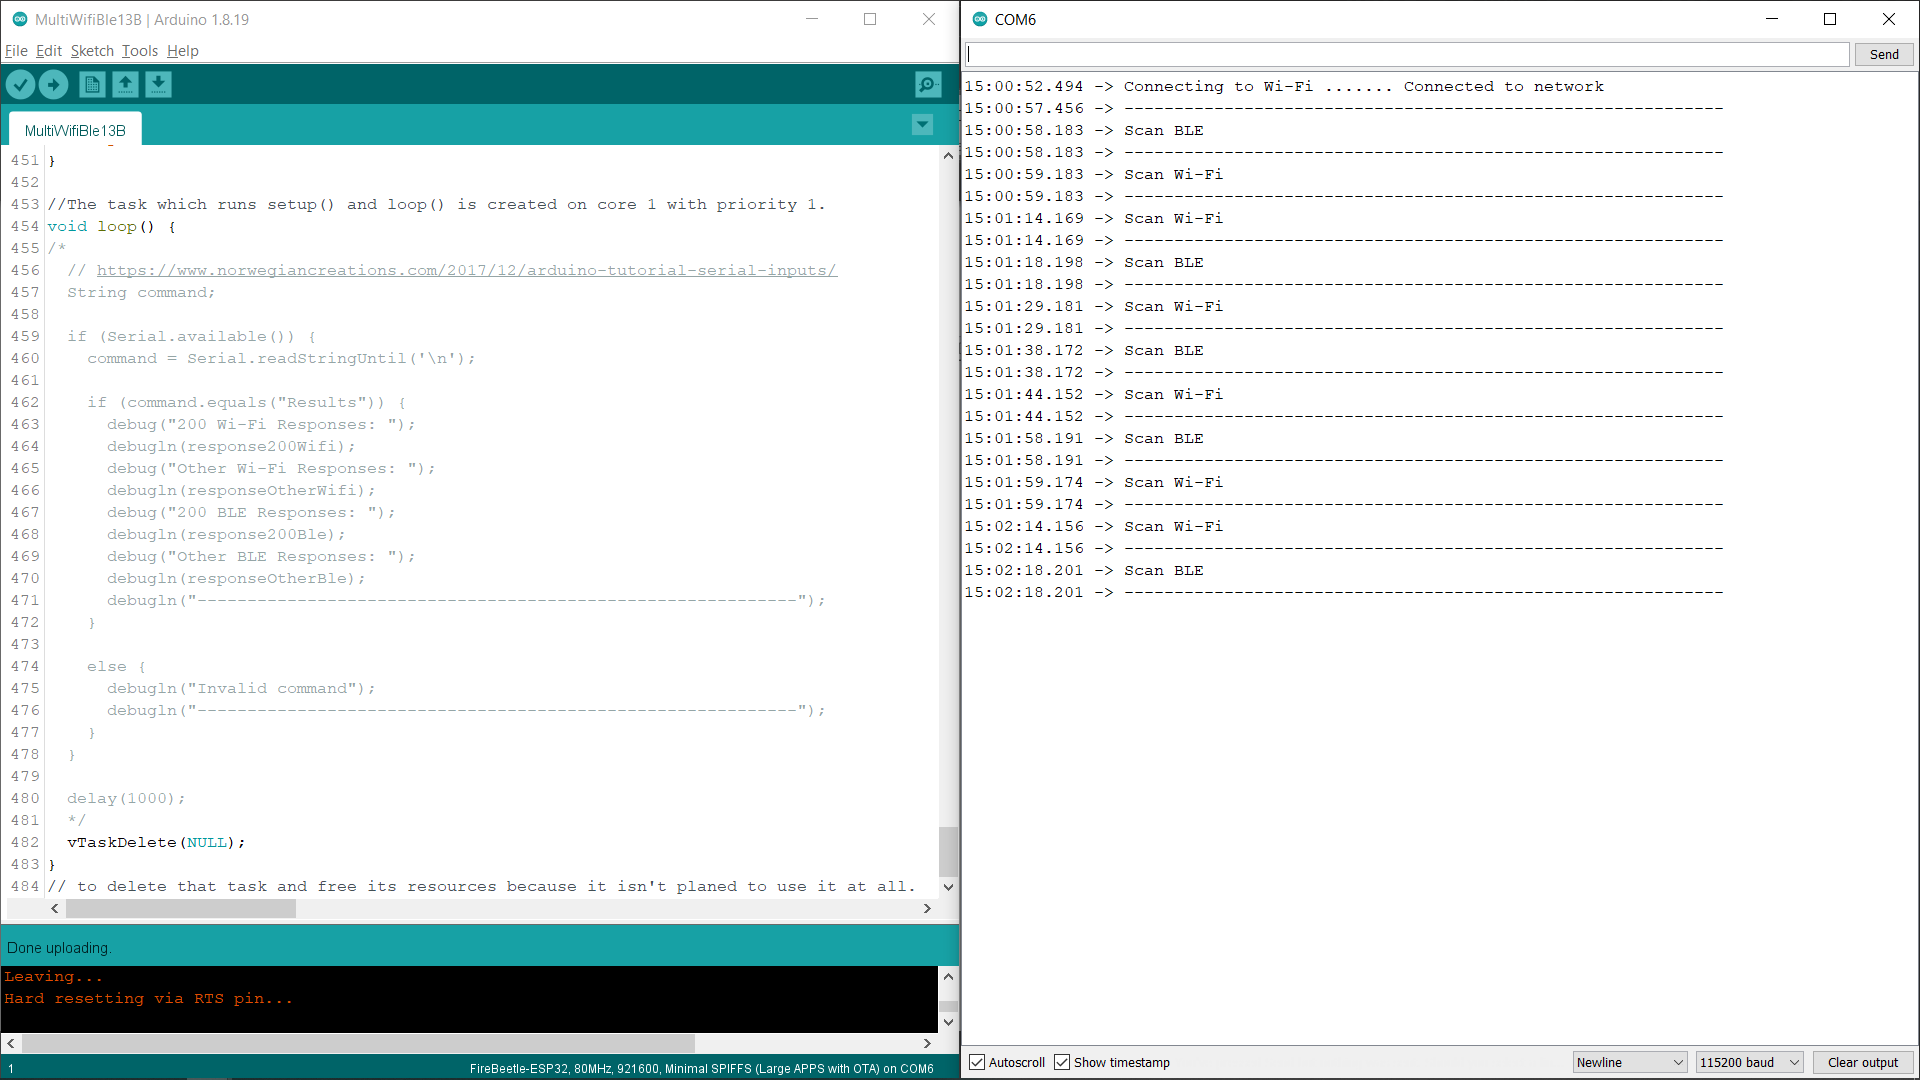 MultiWifiBle13B | Arduino 1.8.19
File Edit Sketch Tools Help
MultiWifiBle13B
451 }
452
453 //The task which runs setup() and loop() is created on core 1 with priority 1.
454 void loop() {
455 /*
456 // https://www.norwegiancreations.com/2017/12/arduino-tutorial-serial-inputs/
457 String command;
458
459 if (Serial.available()) {
460 command = Serial.readStringUntil('\n');
461
462 if (command.equals("Results")) {
463 debug("200 Wi-Fi Responses: ");
464 debugln(response200Wifi);
465 debug("Other Wi-Fi Responses: ");
466 debugln(responseOtherWifi);
467 debug("200 BLE Responses: ");
468 debugln(response200Ble);
469 debug("Other BLE Responses: ");
470 debugln(responseOtherBle);
471 debugln("------------------------------------------------------------");
472 }
473
474 else {
475 debugln("Invalid command");
476 debugln("------------------------------------------------------------");
477 }
478 }
479
480 delay(1000);
481 */
482 vTaskDelete(NULL);
483 }
484 // to delete that task and free its resources because it isn't planed to use it at all.
Done uploading.
Leaving...
Hard resetting via RTS pin...
1 FireBeetle-ESP32, 80MHz, 921600, Minimal SPIFFS (Large APPS with OTA) on COM6
COM6
Send
15:00:52.494 -> Connecting to Wi-Fi ....... Connected to network
15:00:57.456 -> ------------------------------------------------------------
15:00:58.183 -> Scan BLE
15:00:58.183 -> ------------------------------------------------------------
15:00:59.183 -> Scan Wi-Fi
15:00:59.183 -> ------------------------------------------------------------
15:01:14.169 -> Scan Wi-Fi
15:01:14.169 -> ------------------------------------------------------------
15:01:18.198 -> Scan BLE
15:01:18.198 -> ------------------------------------------------------------
15:01:29.181 -> Scan Wi-Fi
15:01:29.181 -> ------------------------------------------------------------
15:01:38.172 -> Scan BLE
15:01:38.172 -> ------------------------------------------------------------
15:01:44.152 -> Scan Wi-Fi
15:01:44.152 -> ------------------------------------------------------------
15:01:58.191 -> Scan BLE
15:01:58.191 -> ------------------------------------------------------------
15:01:59.174 -> Scan Wi-Fi
15:01:59.174 -> ------------------------------------------------------------
15:02:14.156 -> Scan Wi-Fi
15:02:14.156 -> ------------------------------------------------------------
15:02:18.201 -> Scan BLE
15:02:18.201 -> ------------------------------------------------------------
Autoscroll Show timestamp Newline 115200 baud Clear output